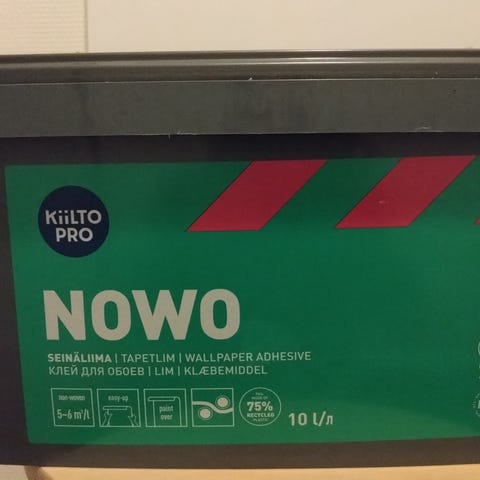 KiiLTO
PRO
NOWO
SEINÄLIIMA | TAPETLIM | WALLPAPER ADHESIVE
КЛЕЙ ДЛЯ ОБОЕВ | LIM | KLÆBEMIDDEL
non-woven
5–6 m²/l
easy-up
paint
over
75%
RECYCLED
PLASTIC
10 l/л